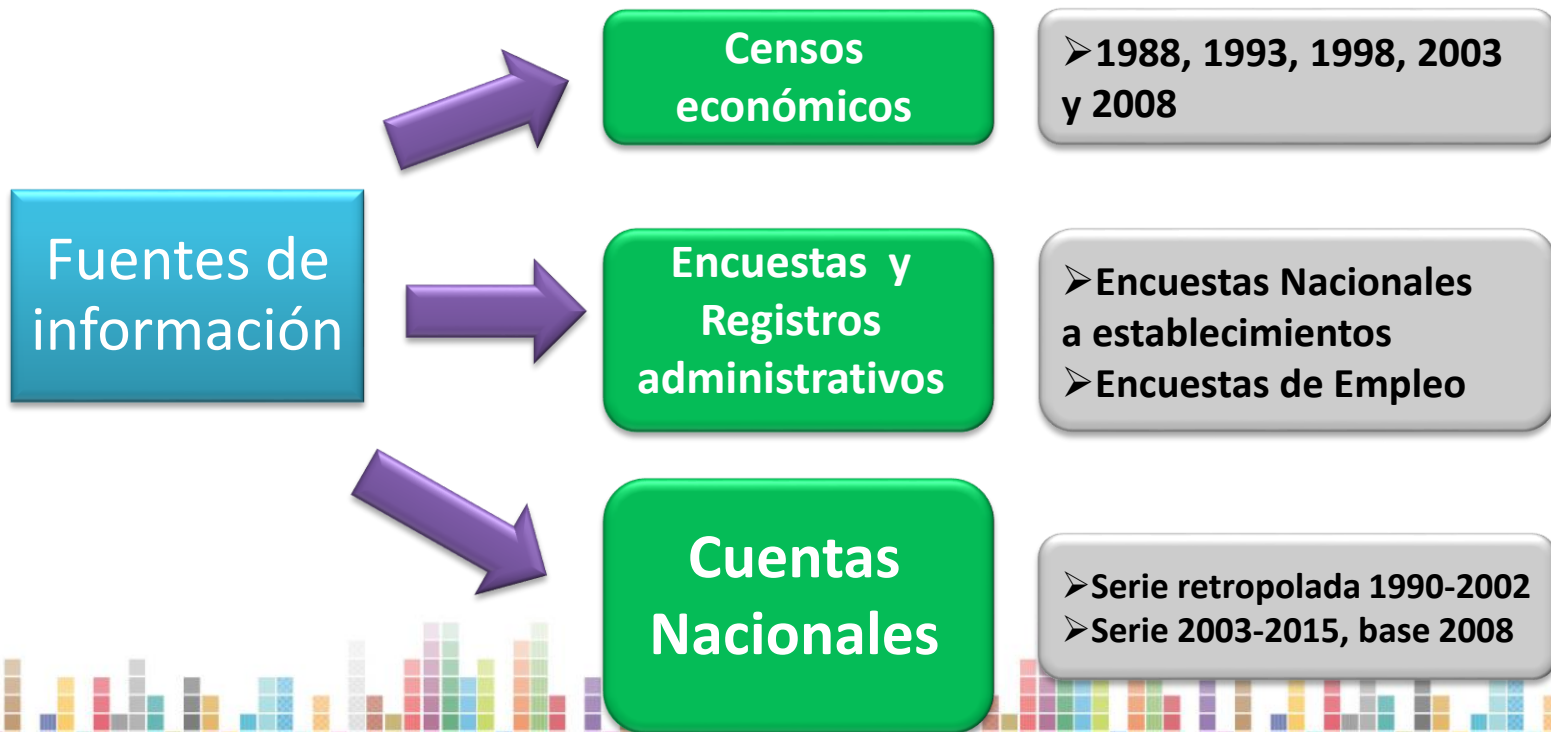 Fuentes de
información
Censos
económicos
➢1988, 1993, 1998, 2003
y 2008
Encuestas y
Registros
administrativos
➢Encuestas Nacionales
a establecimientos
➢Encuestas de Empleo
Cuentas
Nacionales
➢Serie retropolada 1990-2002
➢Serie 2003-2015, base 2008